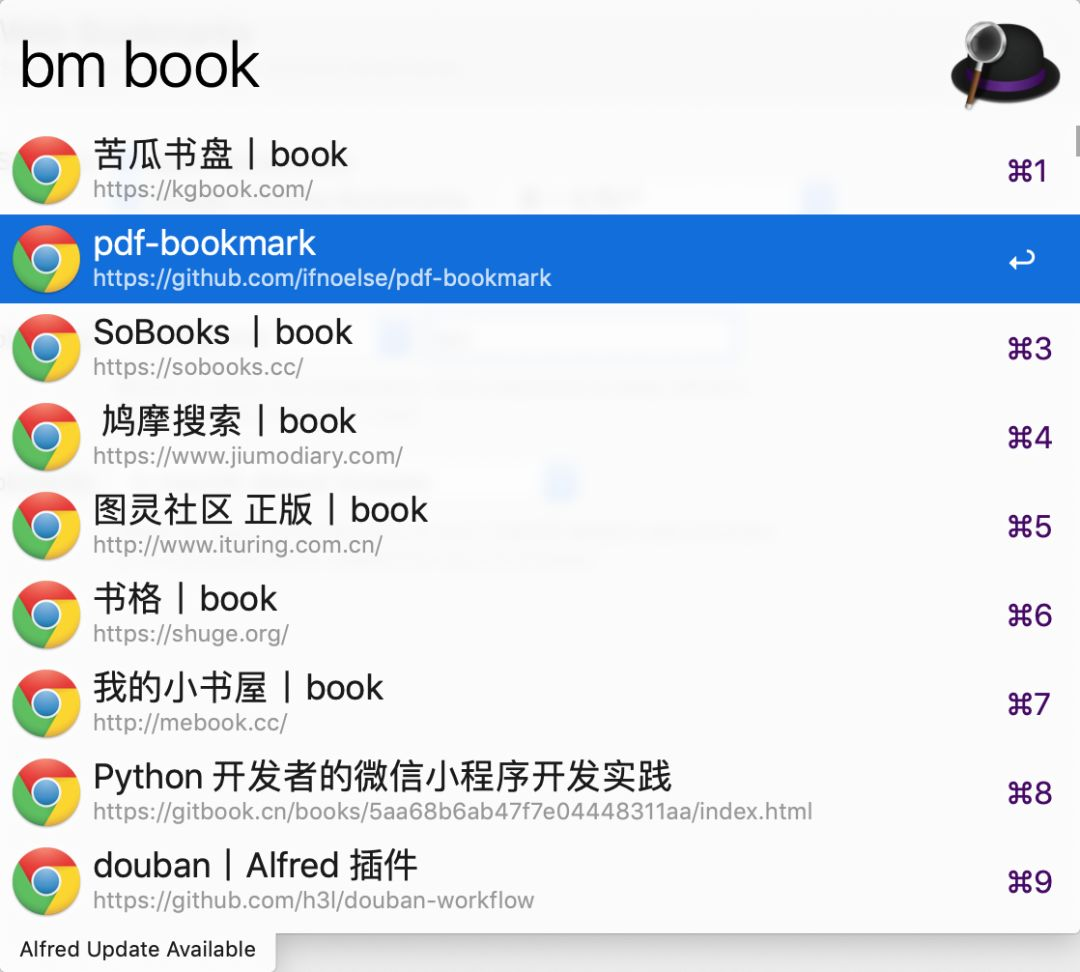 bm book
苦瓜书盘｜book
https://kgbook.com/
⌘1
pdf-bookmark
https://github.com/ifnoelse/pdf-bookmark
SoBooks ｜book
https://sobooks.cc/
⌘3
鸠摩搜索｜book
https://www.jiumodiary.com/
⌘4
图灵社区 正版｜book
http://www.ituring.com.cn/
⌘5
书格｜book
https://shuge.org/
⌘6
我的小书屋｜book
http://mebook.cc/
⌘7
Python 开发者的微信小程序开发实践
https://gitbook.cn/books/5aa68b6ab47f7e04448311aa/index.html
⌘8
douban｜Alfred 插件
https://github.com/h3l/douban-workflow
⌘9
Alfred Update Available